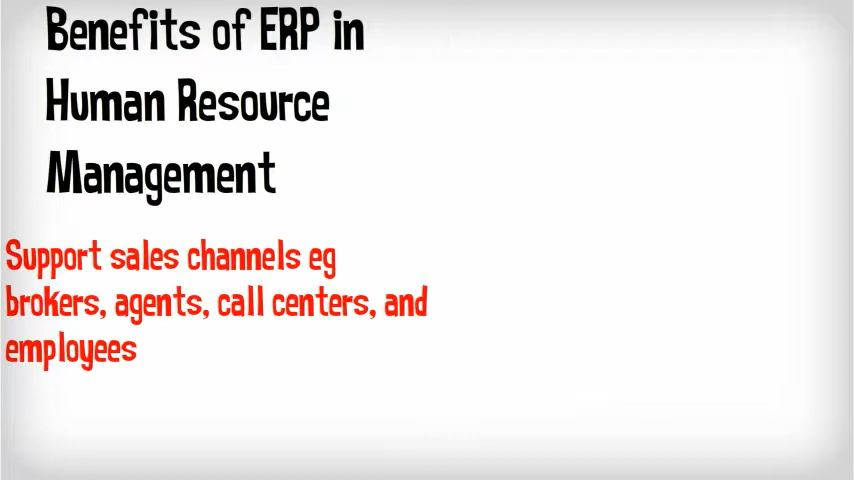 Benefits of ERP in
Human Resource
Management
Support sales channels eg
brokers, agents, call centers, and
employees